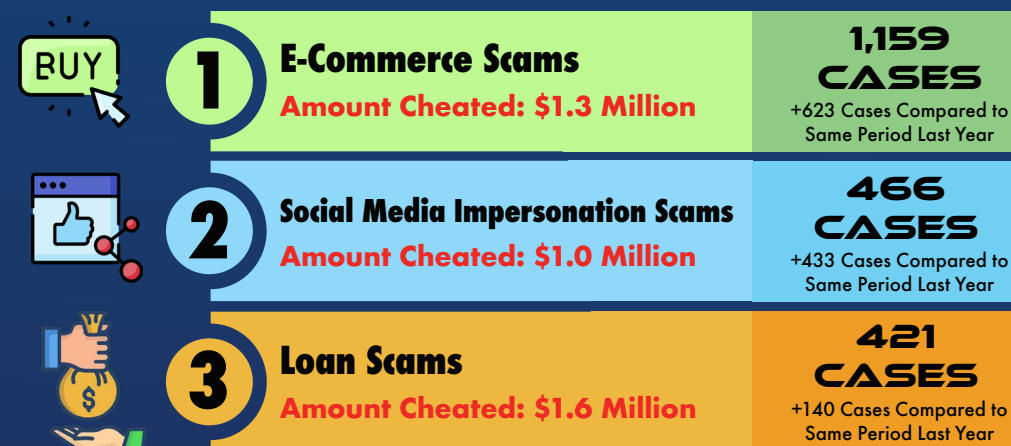 BUY
1
E-Commerce Scams
Amount Cheated: $1.3 Million
1,159
CASES
+623 Cases Compared to
Same Period Last Year
2
Social Media Impersonation Scams
Amount Cheated: $1.0 Million
466
CASES
+433 Cases Compared to
Same Period Last Year
$
3
Loan Scams
Amount Cheated: $1.6 Million
421
CASES
+140 Cases Compared to
Same Period Last Year